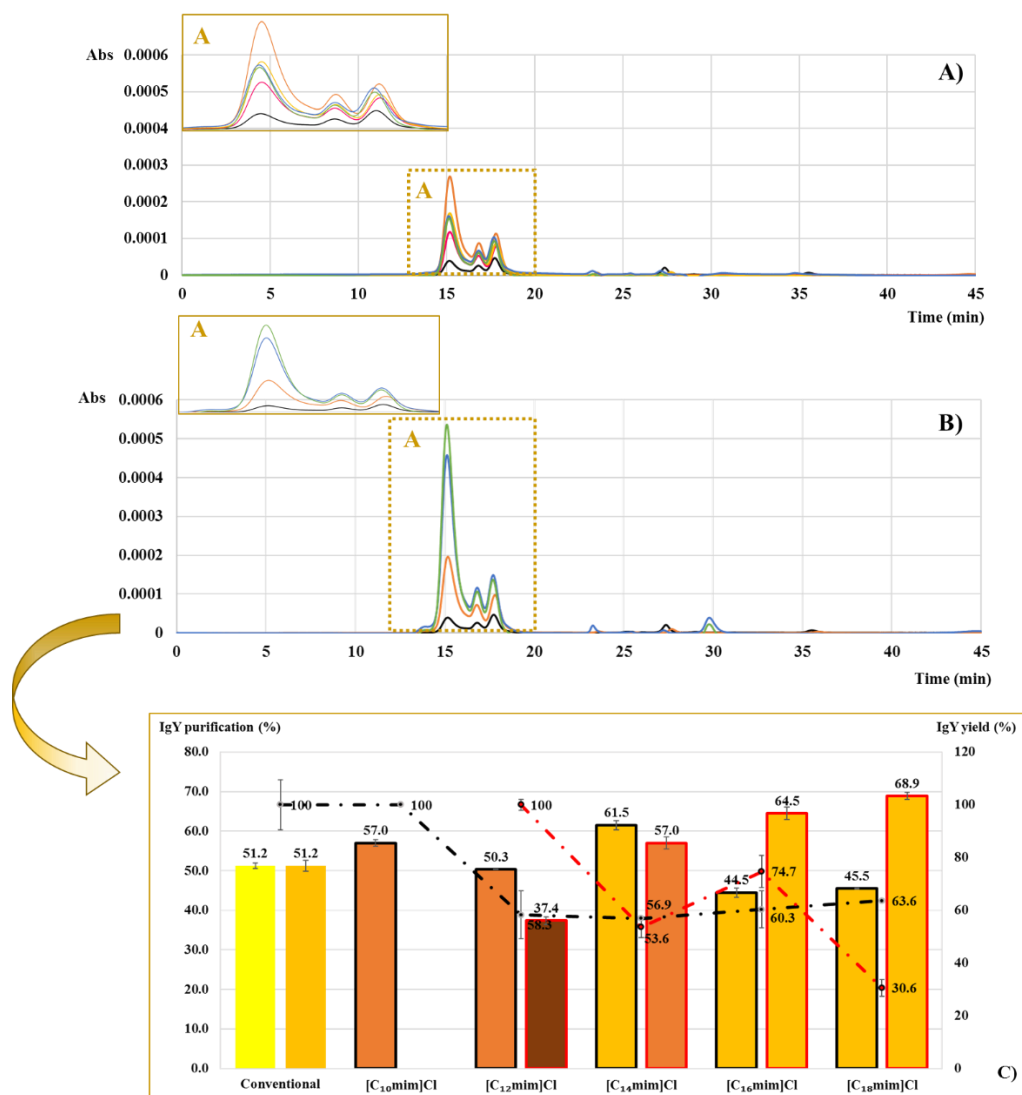 A
Abs
A)
0.0006
0.0005
0.0004
0.0003
0.0002
0.0001
0
A
0 5 10 15 20 25 30 35 40 45
Time (min)
A
Abs
B)
0.0006
0.0005
0.0004
0.0003
0.0002
0.0001
0
A
0 5 10 15 20 25 30 35 40 45
Time (min)
IgY purification (%) IgY yield (%)
80.0 120
70.0 100
60.0 80
50.0
40.0 60
30.0 40
20.0
10.0 20
0.0 0
51.2 51.2 57.0 50.3 37.4 61.5 57.0 44.5 64.5 45.5 68.9
100 100 58.3 56.9 60.3 63.6
100 53.6 74.7 30.6
Conventional [C₁₀mim]Cl [C₁₂mim]Cl [C₁₄mim]Cl [C₁₆mim]Cl [C₁₈mim]Cl C)